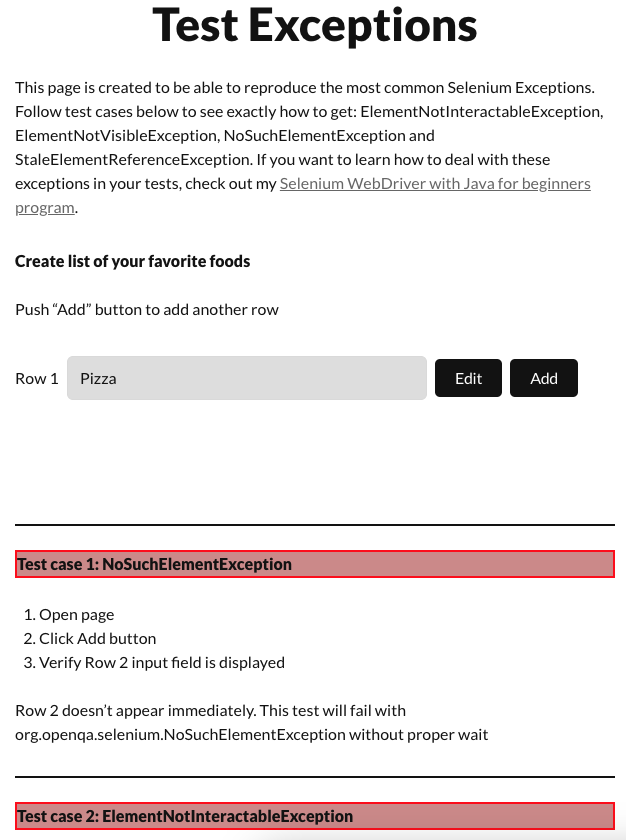 Test Exceptions
This page is created to be able to reproduce the most common Selenium Exceptions.
Follow test cases below to see exactly how to get: ElementNotInteractableException,
ElementNotVisibleException, NoSuchElementException and
StaleElementReferenceException. If you want to learn how to deal with these
exceptions in your tests, check out my Selenium WebDriver with Java for beginners
program.
Create list of your favorite foods
Push “Add” button to add another row
Row 1 Pizza Edit Add
Test case 1: NoSuchElementException
1. Open page
2. Click Add button
3. Verify Row 2 input field is displayed
Row 2 doesn’t appear immediately. This test will fail with
org.openqa.selenium.NoSuchElementException without proper wait
Test case 2: ElementNotInteractableException